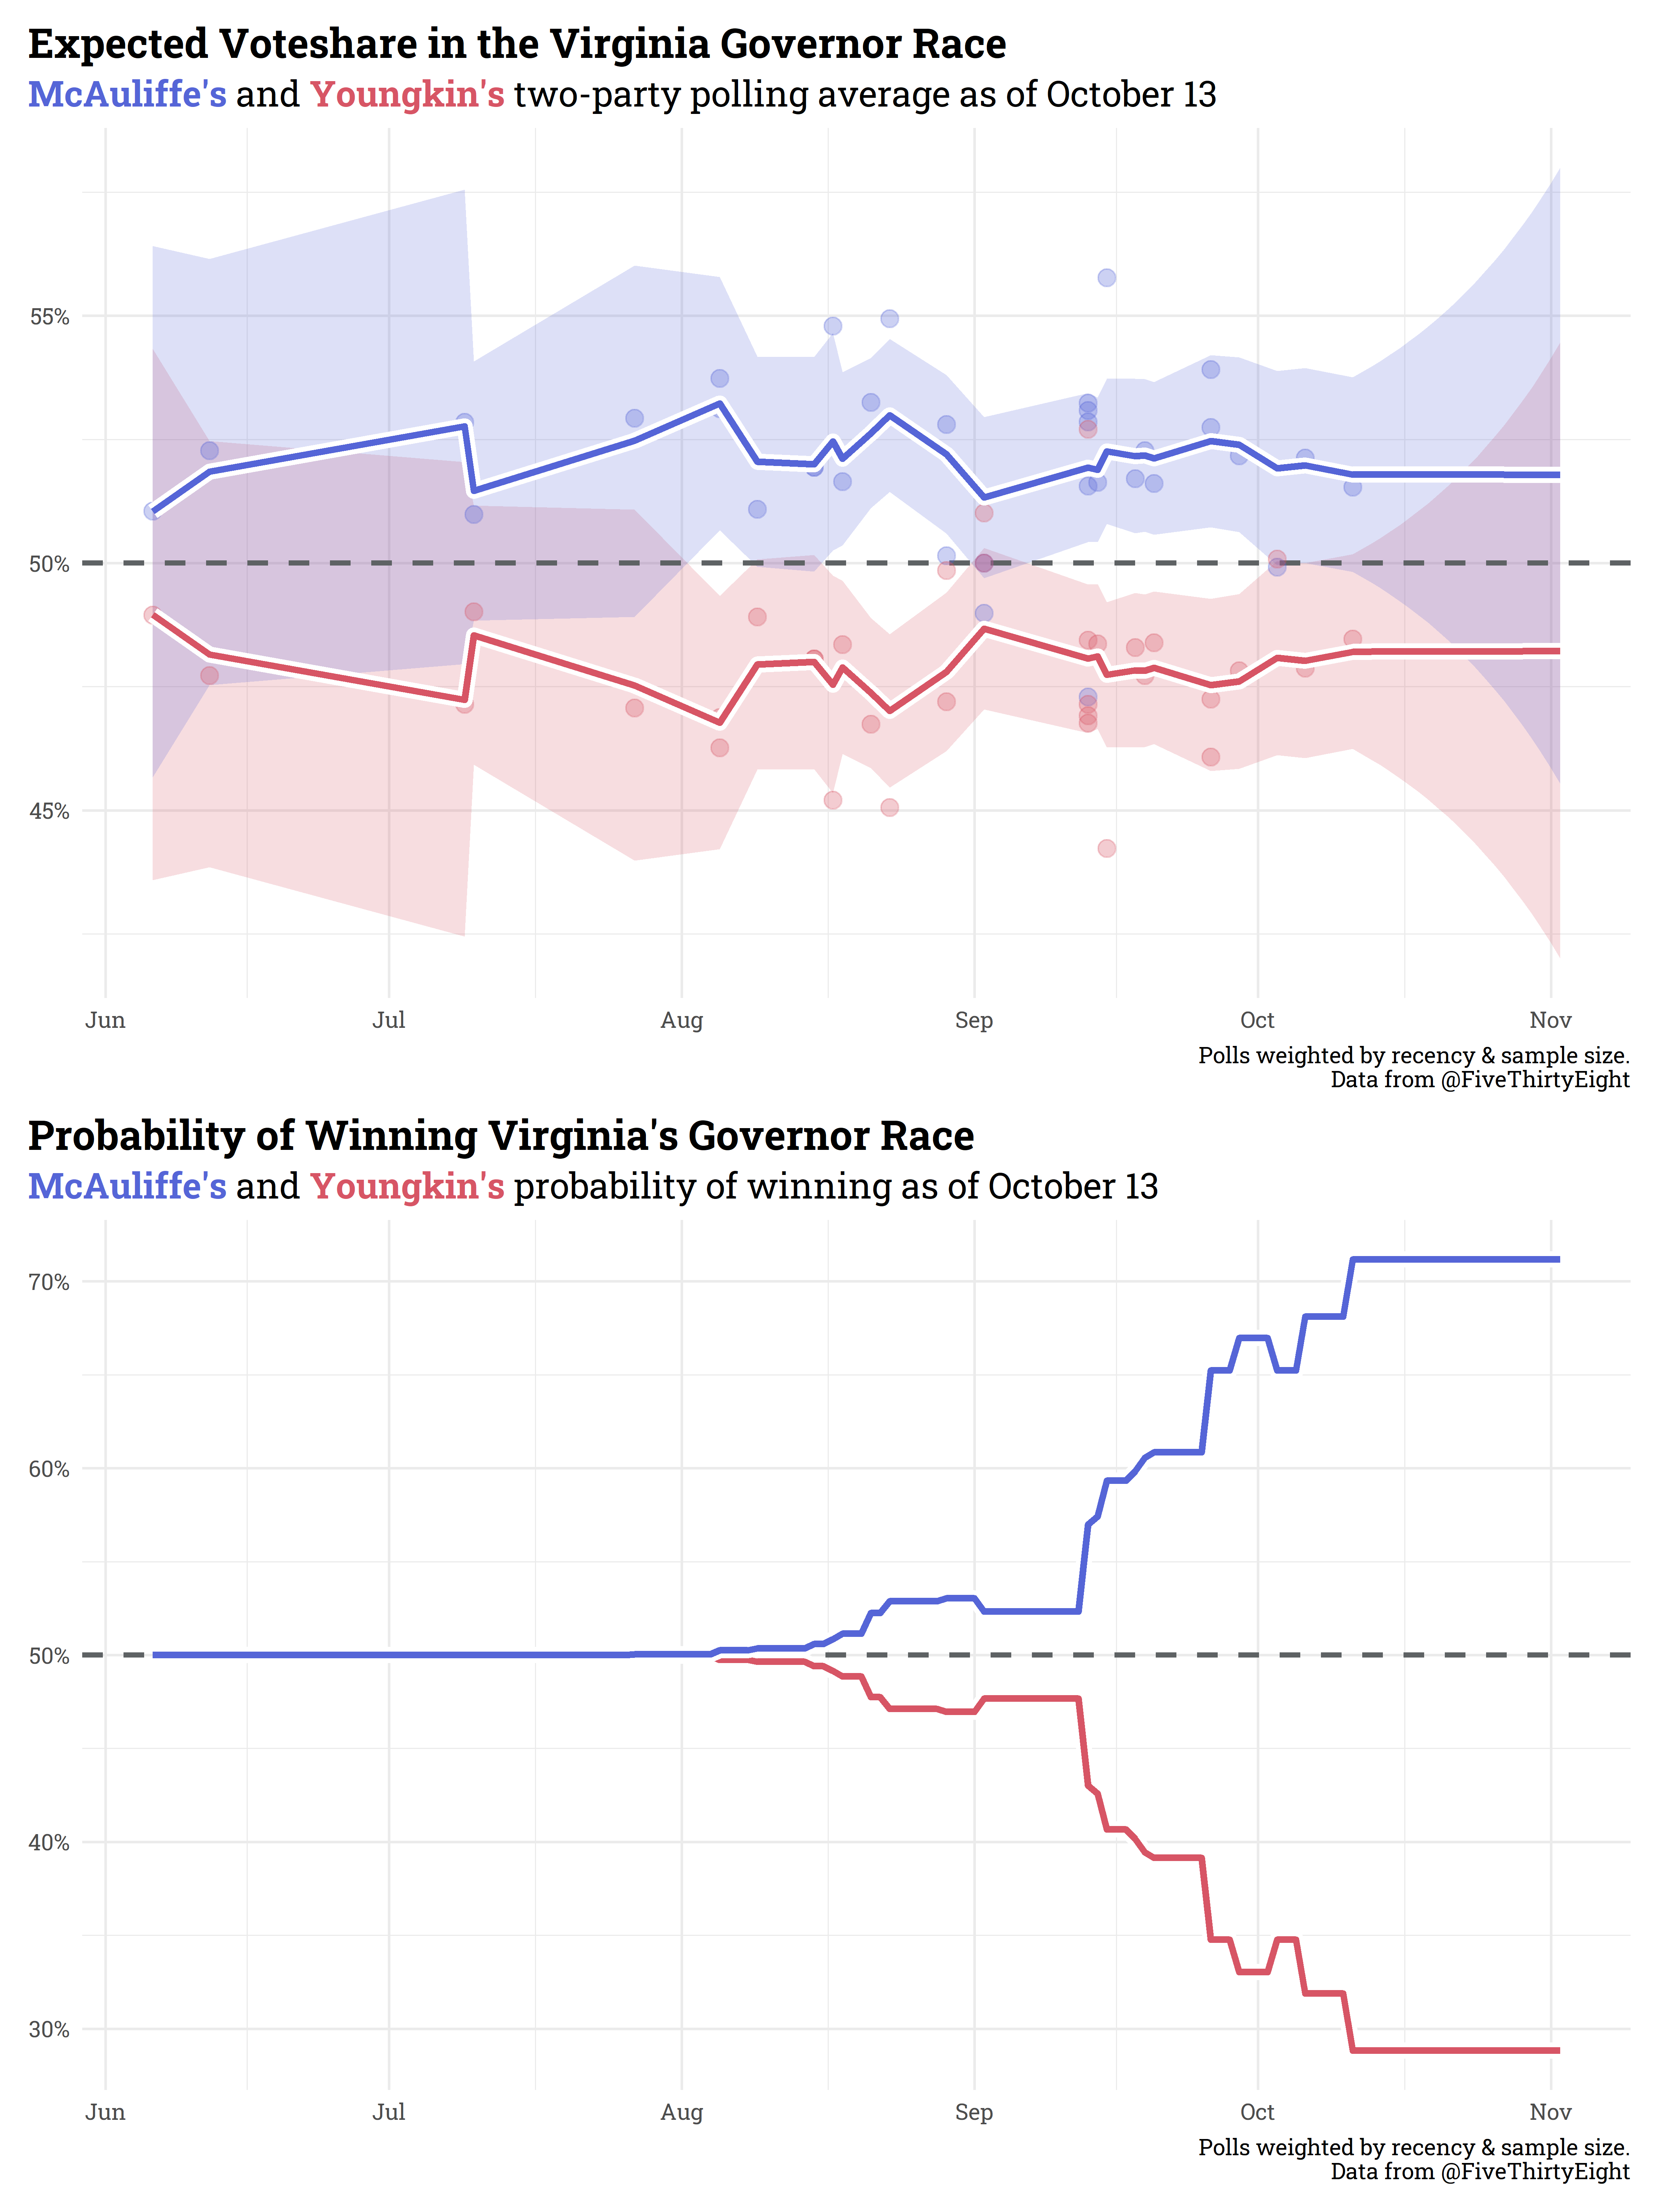 Expected Voteshare in the Virginia Governor Race
McAuliffe's and Youngkin's two-party polling average as of October 13
55%
50%
45%
Jun Jul Aug Sep Oct Nov
Polls weighted by recency & sample size.
Data from @FiveThirtyEight
Probability of Winning Virginia's Governor Race
McAuliffe's and Youngkin's probability of winning as of October 13
70%
60%
50%
40%
30%
Jun Jul Aug Sep Oct Nov
Polls weighted by recency & sample size.
Data from @FiveThirtyEight